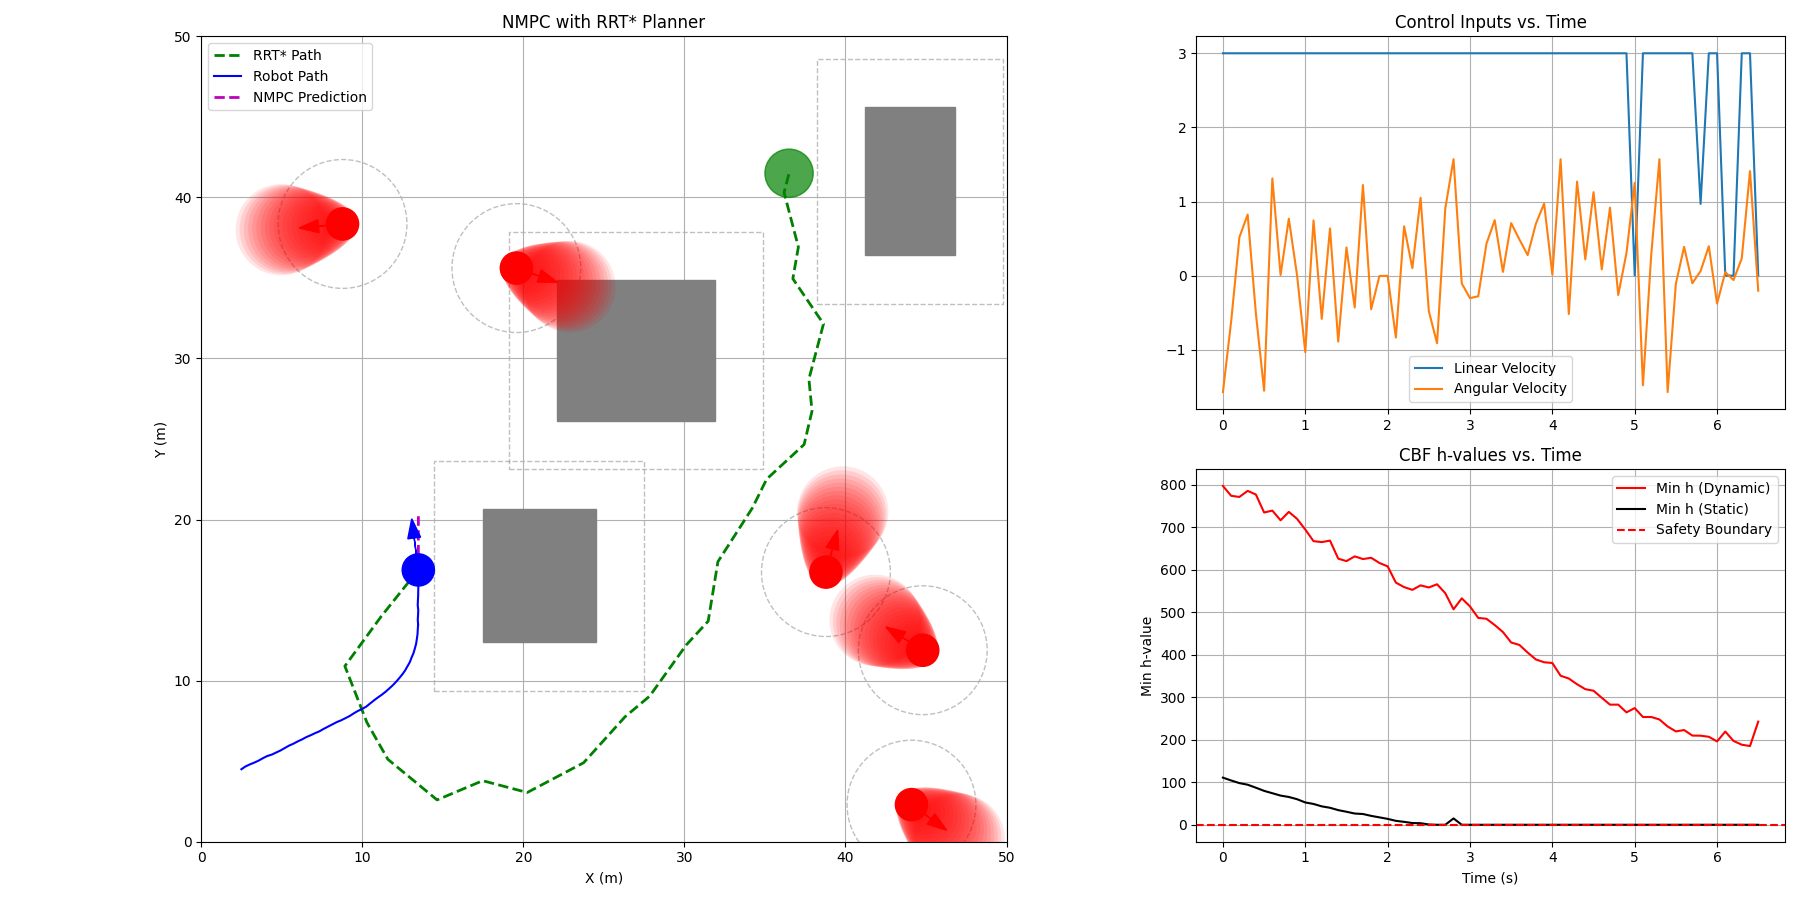 NMPC with RRT* Planner
RRT* Path
Robot Path
NMPC Prediction
50
40
30
20
10
0
Y (m)
0 10 20 30 40 50
X (m)
Control Inputs vs. Time
3
2
1
0
−1
Linear Velocity
Angular Velocity
0 1 2 3 4 5 6
CBF h-values vs. Time
Min h (Dynamic)
Min h (Static)
Safety Boundary
800
700
600
500
400
300
200
100
0
Min h-value
0 1 2 3 4 5 6
Time (s)